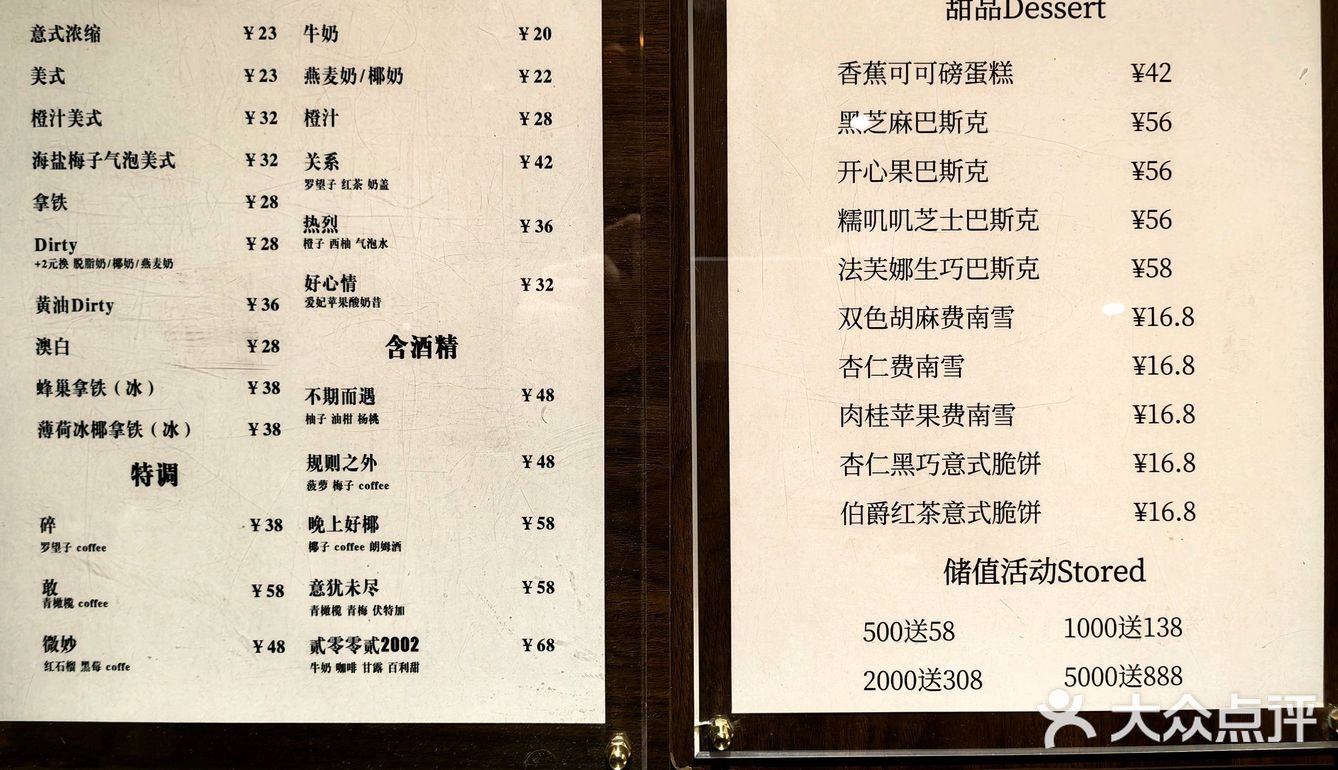 意式浓缩 ¥23
美式 ¥23
橙汁美式 ¥32
海盐梅子气泡美式 ¥32
拿铁 ¥28
Dirty ¥28
+2元换 脱脂奶/椰奶/燕麦奶
黄油Dirty ¥36
澳白 ¥28
蜂巢拿铁（冰） ¥38
薄荷冰椰拿铁（冰） ¥38
特调
碎 ¥38
罗望子 coffee
敢 ¥58
青橄榄 coffee
微妙 ¥48
红石榴 黑莓 coffe
牛奶 ¥20
燕麦奶/椰奶 ¥22
橙汁 ¥28
关系 ¥42
罗望子 红茶 奶盖
热烈 ¥36
橙子 西柚 气泡水
好心情 ¥32
爱妃苹果酸奶昔
含酒精
不期而遇 ¥48
柚子 油柑 杨桃
规则之外 ¥48
菠萝 梅子 coffee
晚上好椰 ¥58
椰子 coffee 朗姆酒
意犹未尽 ¥58
青橄榄 青梅 伏特加
贰零零贰2002 ¥68
牛奶 咖啡 甘露 百利甜
甜品Dessert
香蕉可可磅蛋糕 ¥42
黑芝麻巴斯克 ¥56
开心果巴斯克 ¥56
糯叽叽芝士巴斯克 ¥56
法芙娜生巧巴斯克 ¥58
双色胡麻费南雪 ¥16.8
杏仁费南雪 ¥16.8
肉桂苹果费南雪 ¥16.8
杏仁黑巧意式脆饼 ¥16.8
伯爵红茶意式脆饼 ¥16.8
储值活动Stored
500送58 1000送138
2000送308 5000送888
大众点评